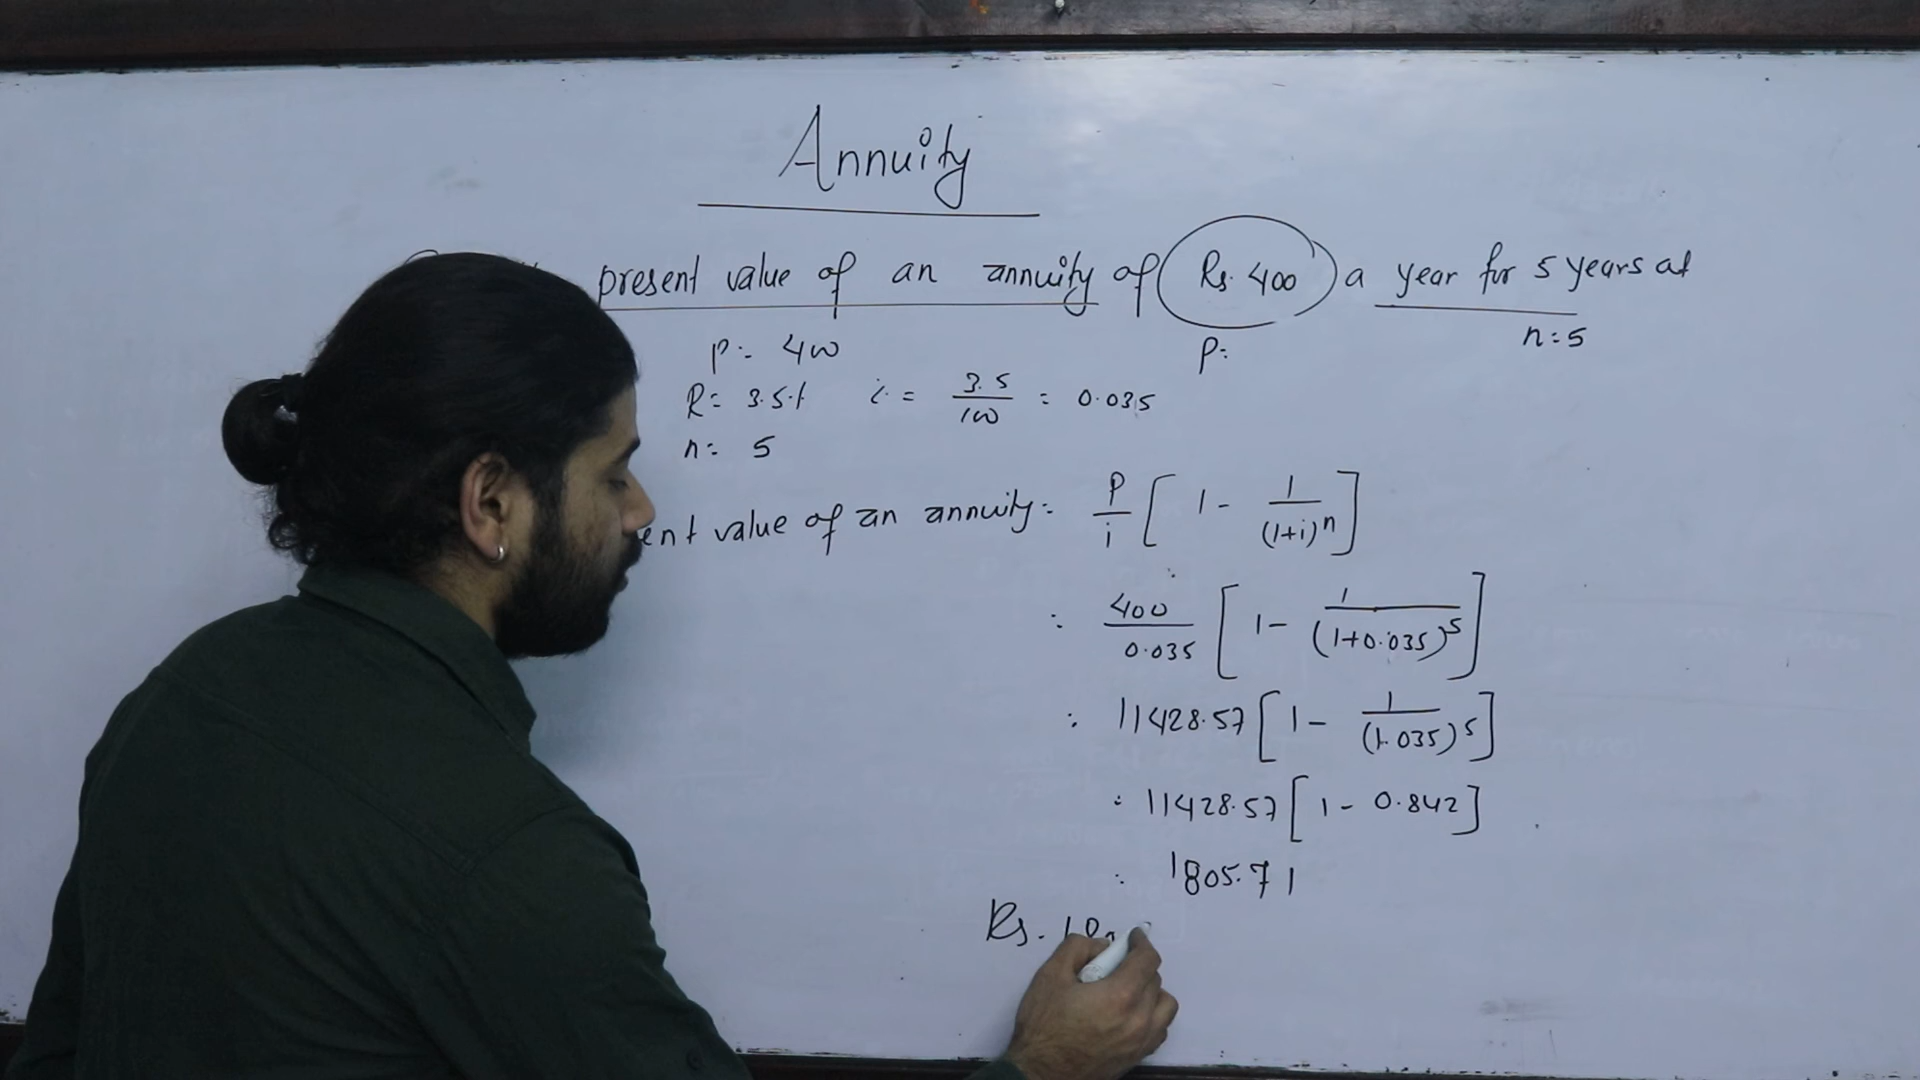 Annuity
present value of an annuity of Rs. 400 a year for 5 years at
P= 400 P= n=5
R= 3.5% i = 3.5/100 = 0.035
n= 5
ent value of an annuity = P/i [ 1 - 1/(1+i)^n ]
= 400/0.035 [ 1 - 1/(1+0.035)^5 ]
= 11428.57 [ 1 - 1/(1.035)^5 ]
= 11428.57 [ 1 - 0.842 ]
= 1805.71
Rs. 180